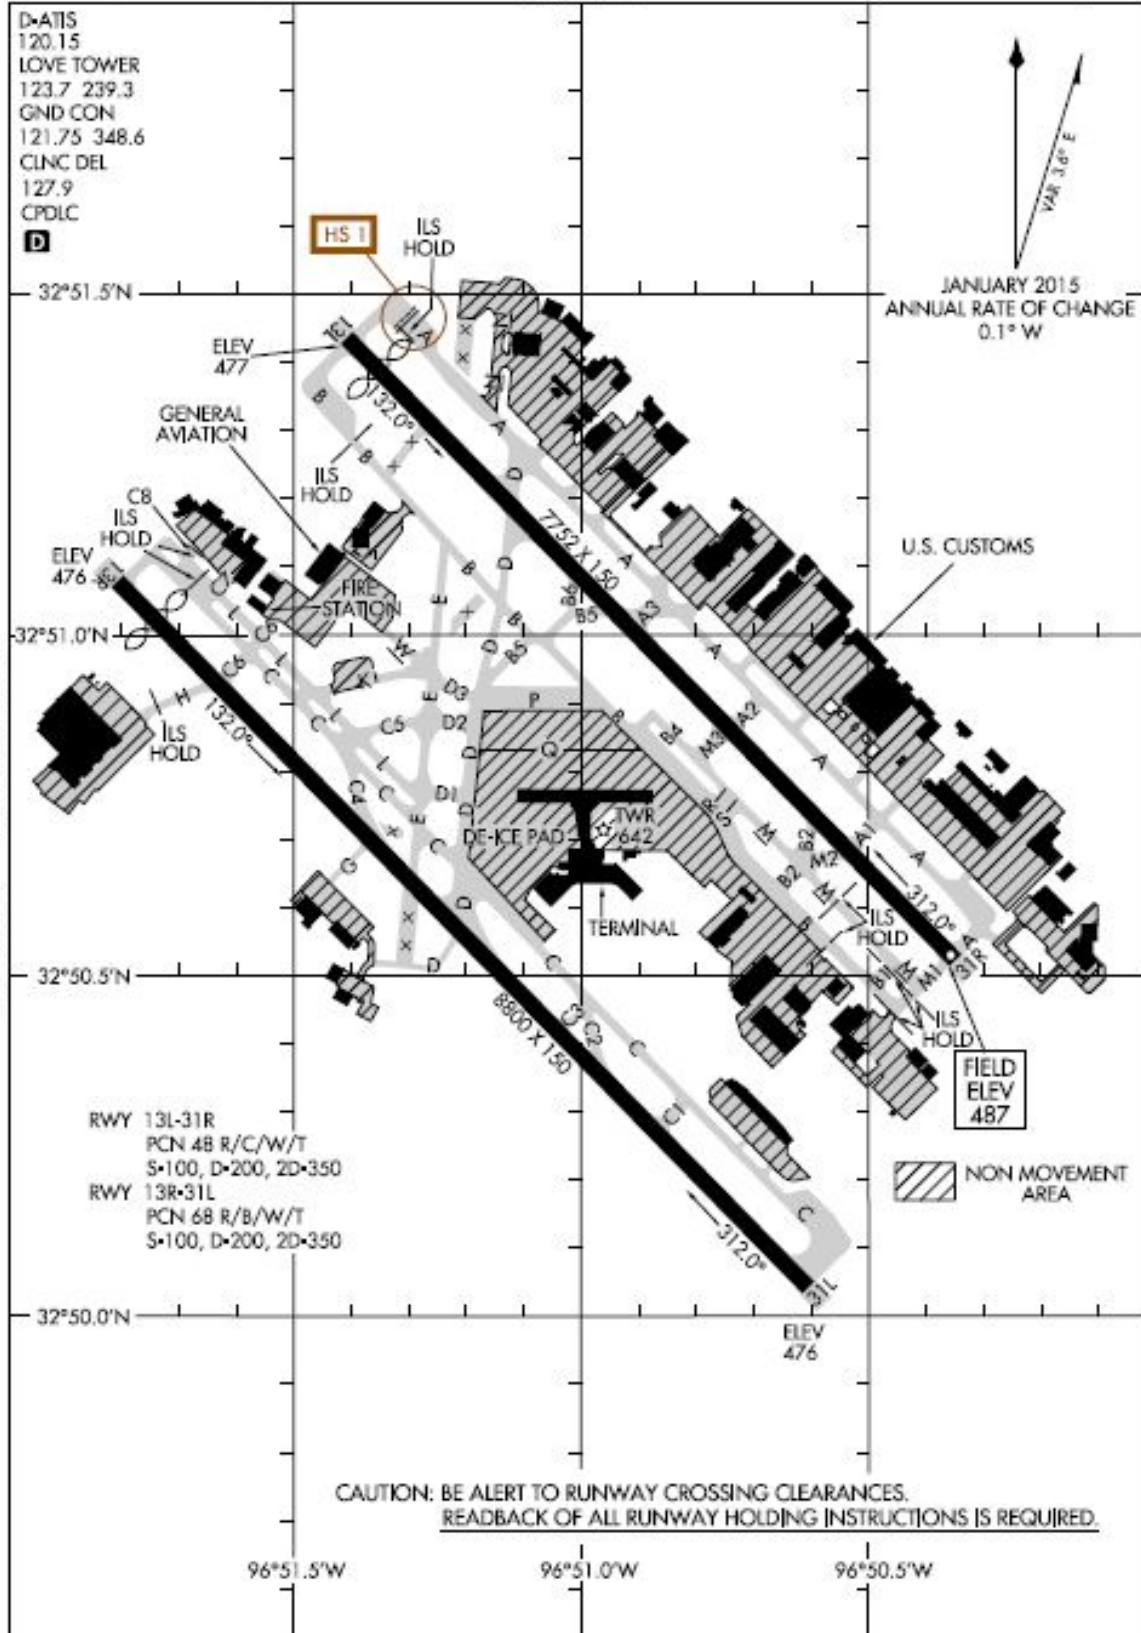 D-ATIS
120.15
LOVE TOWER
123.7 239.3
GND CON
121.75 348.6
CLNC DEL
127.9
CPDLC
D
VAR 3.6° E
JANUARY 2015
ANNUAL RATE OF CHANGE
0.1° W
HS 1
ILS
HOLD
32°51.5'N
13L
A
ELEV
477
X
X
132.0°
B
GENERAL
AVIATION
A
B
X
X
ILS
HOLD
D
C8
ILS
HOLD
ELEV
476
7752 X 150
A
U.S. CUSTOMS
B
D
FIRE
STATION
E
X
B6
B5
A3
32°51.0'N
B
L
C
C6
W
D
B5
A
H
X
E
D3
P
ILS
HOLD
132.0°
C
L
C5
D2
R
B4
M3
A2
D
Q
A
L
C4
C
D1
E
D
DE-ICE PAD
TWR
642
R
S
M
B2
M2
A1
A
X
C
G
B2
M
312.0°
D
TERMINAL
B
ILS
HOLD
A
31R
X
X
D
C
32°50.5'N
B1
M
M1
8800 X 150
C3
C2
C
ILS
HOLD
FIELD
ELEV
487
C1
RWY 13L-31R
PCN 48 R/C/W/T
S-100, D-200, 2D-350
RWY 13R-31L
PCN 68 R/B/W/T
S-100, D-200, 2D-350
NON MOVEMENT
AREA
C
312.0°
31L
32°50.0'N
ELEV
476
CAUTION: BE ALERT TO RUNWAY CROSSING CLEARANCES.
READBACK OF ALL RUNWAY HOLDING INSTRUCTIONS IS REQUIRED.
96°51.5'W
96°51.0'W
96°50.5'W